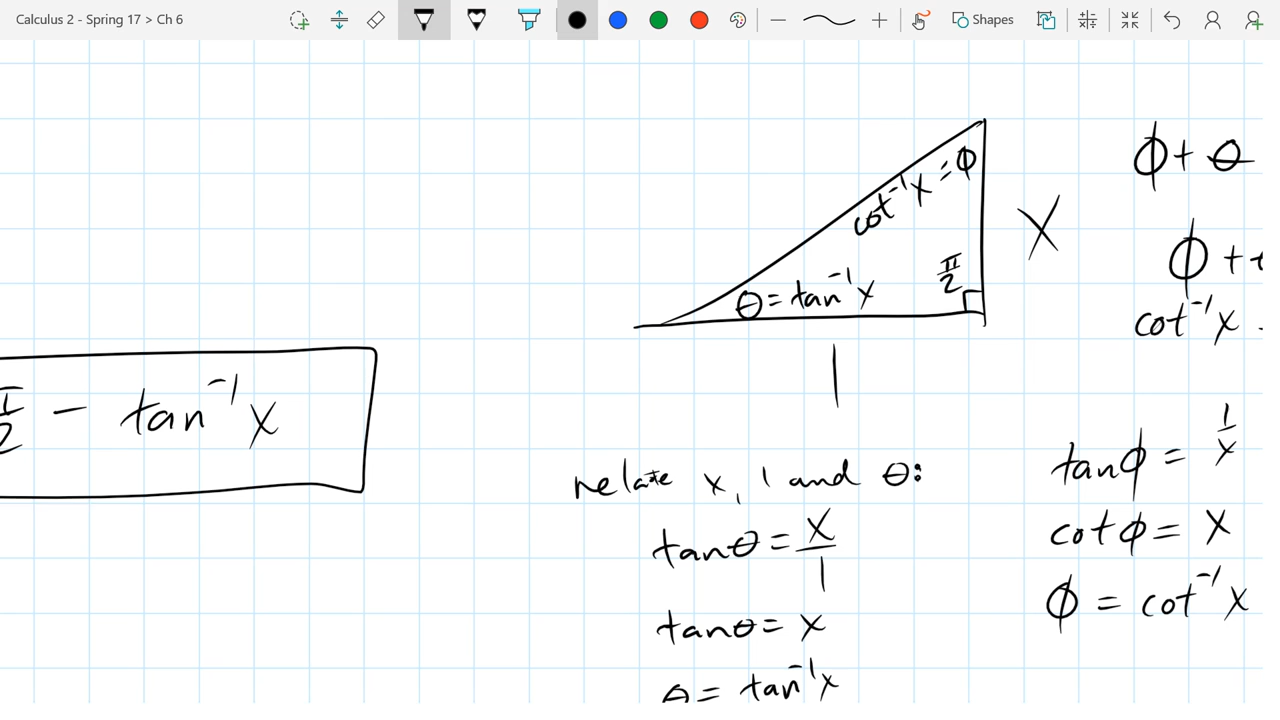 Calculus 2 - Spring 17 > Ch 6
Shapes
cot⁻¹x = ϕ
θ = tan⁻¹x
π/2
x
1
ϕ + θ
ϕ +
cot⁻¹x
π/2 − tan⁻¹x
relate x, 1 and θ:
tanθ = x/1
tanθ = x
θ = tan⁻¹x
tanϕ = 1/x
cotϕ = x
ϕ = cot⁻¹x